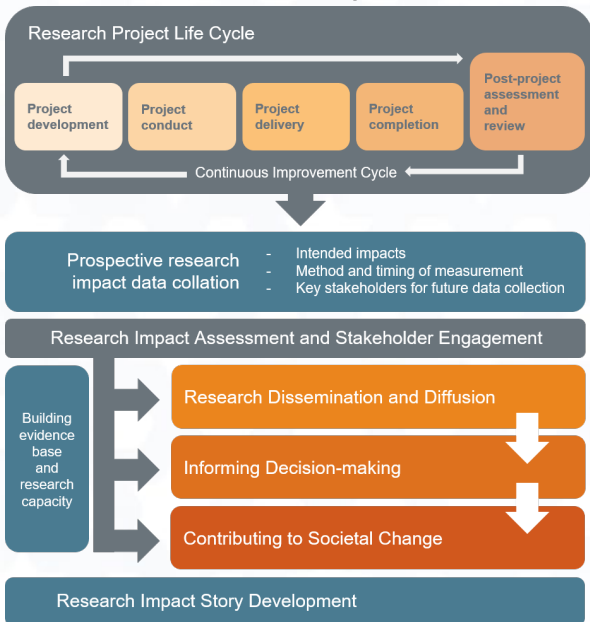 Research Project Life Cycle
Project
development
Project
conduct
Project
delivery
Project
completion
Post-project
assessment
and
review
Continuous Improvement Cycle
Prospective research
impact data collation
- Intended impacts
- Method and timing of measurement
- Key stakeholders for future data collection
Research Impact Assessment and Stakeholder Engagement
Building
evidence
base
and
research
capacity
Research Dissemination and Diffusion
Informing Decision-making
Contributing to Societal Change
Research Impact Story Development